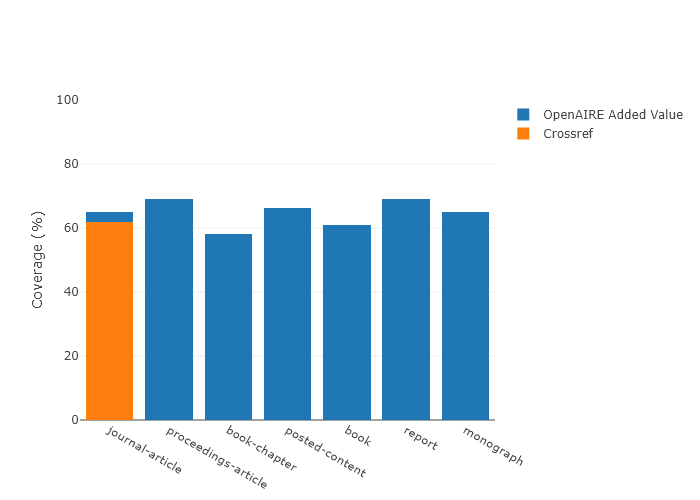 OpenAIRE Added Value
Crossref
Coverage (%)
100
80
60
40
20
0
journal-article
proceedings-article
book-chapter
posted-content
book
report
monograph